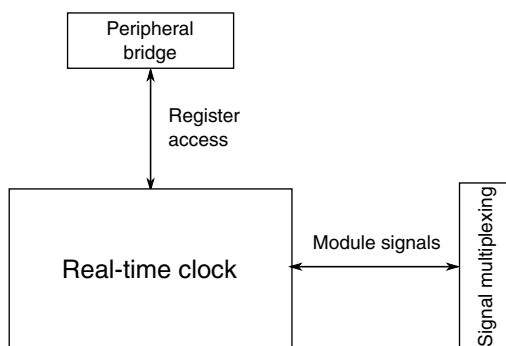 Peripheral
bridge
Register
access
Real-time clock
Module signals
Signal multiplexing